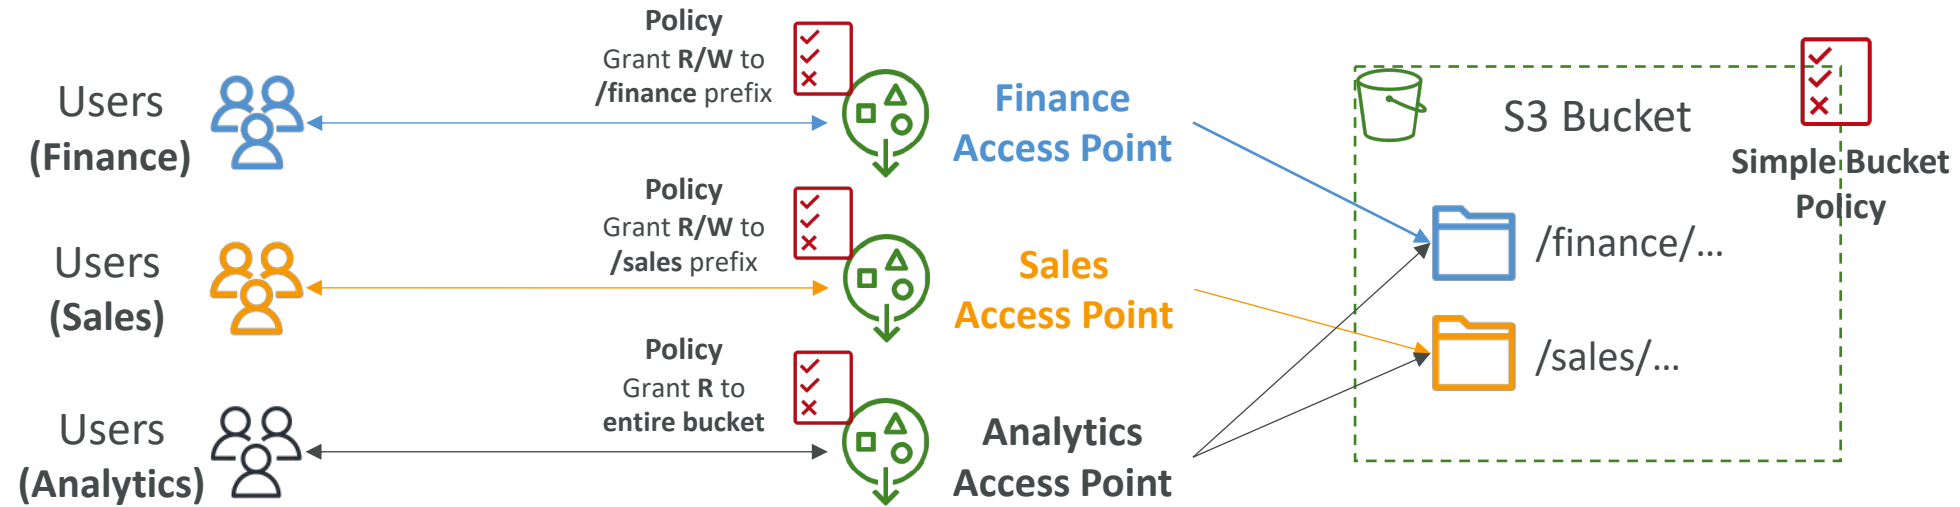 Users
(Finance)
Policy
Grant R/W to
/finance prefix
Finance
Access Point
Users
(Sales)
Policy
Grant R/W to
/sales prefix
Sales
Access Point
Users
(Analytics)
Policy
Grant R to
entire bucket
Analytics
Access Point
S3 Bucket
Simple Bucket
Policy
/finance/...
/sales/...